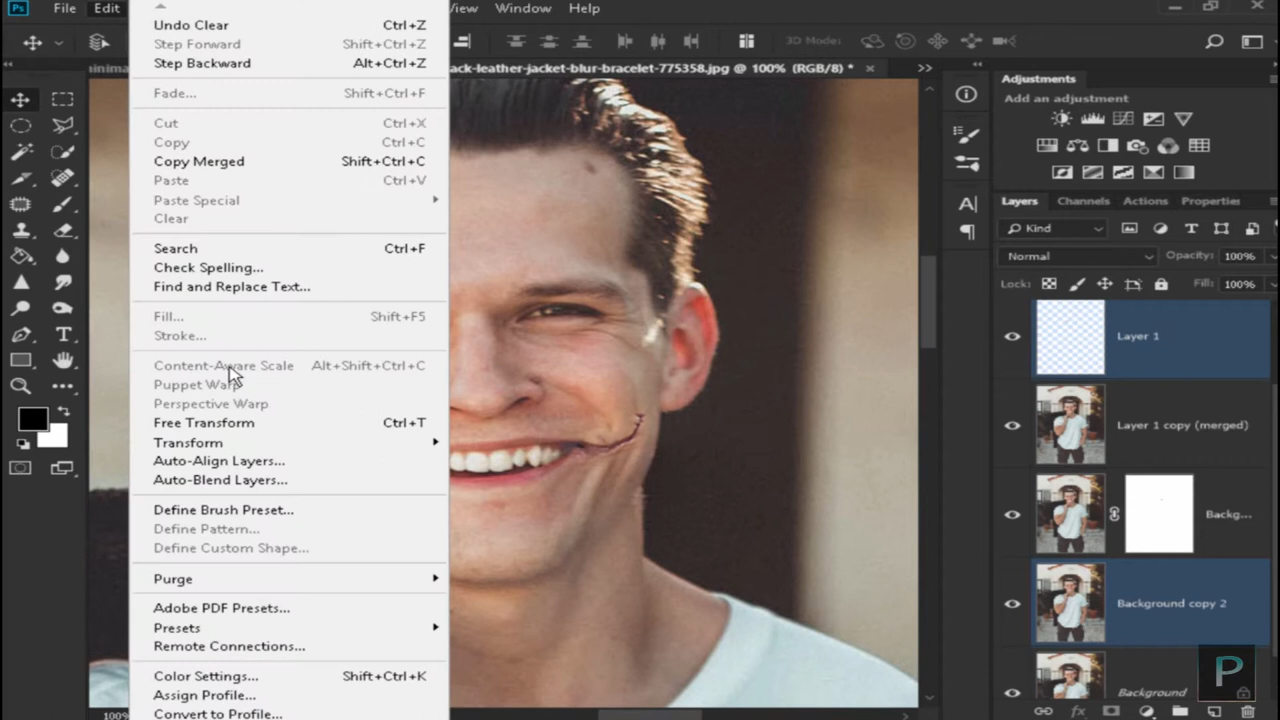 Ps File Edit View Window Help
3D Mode:
ack-leather-jacket-blur-bracelet-775358.jpg @ 100% (RGB/8) *
Undo Clear Ctrl+Z
Step Forward Shift+Ctrl+Z
Step Backward Alt+Ctrl+Z
Fade... Shift+Ctrl+F
Cut Ctrl+X
Copy Ctrl+C
Copy Merged Shift+Ctrl+C
Paste Ctrl+V
Paste Special
Clear
Search Ctrl+F
Check Spelling...
Find and Replace Text...
Fill... Shift+F5
Stroke...
Content-Aware Scale Alt+Shift+Ctrl+C
Puppet Warp
Perspective Warp
Free Transform Ctrl+T
Transform
Auto-Align Layers...
Auto-Blend Layers...
Define Brush Preset...
Define Pattern...
Define Custom Shape...
Purge
Adobe PDF Presets...
Presets
Remote Connections...
Color Settings... Shift+Ctrl+K
Assign Profile...
Convert to Profile...
Adjustments
Add an adjustment
Layers Channels Actions Properties
Kind
Normal Opacity: 100%
Lock: Fill: 100%
Layer 1
Layer 1 copy (merged)
Backg...
Background copy 2
Background
P